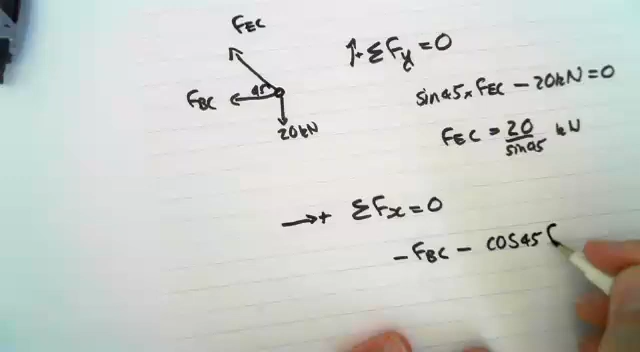 FEC
↑+ ΣFy = 0
45°
FBC
20kN
sin45 × FEC − 20kN = 0
FEC = 20/sin45 kN
→+ ΣFx = 0
− FBC − cos45